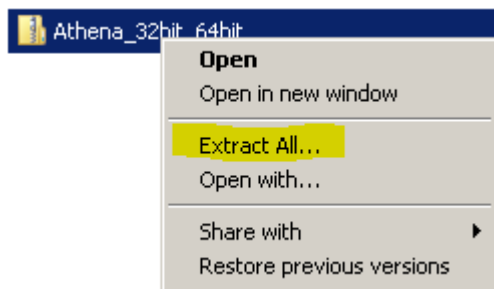 Athena_32bit_64bit
Open
Open in new window
Extract All...
Open with...
Share with
Restore previous versions